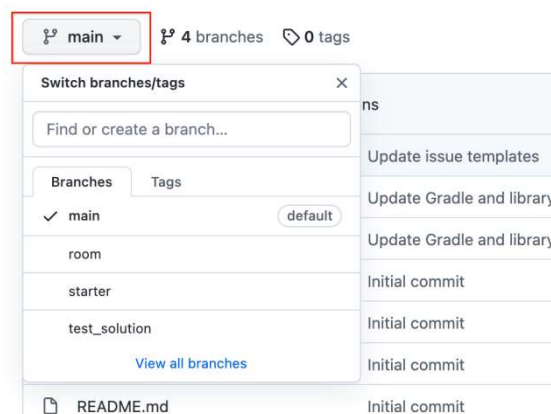 main 4 branches 0 tags
Switch branches/tags
ns
Find or create a branch...
Update issue templates
Branches Tags
Update Gradle and library
main default
Update Gradle and library
room
starter Initial commit
test_solution Initial commit
View all branches Initial commit
README.md Initial commit